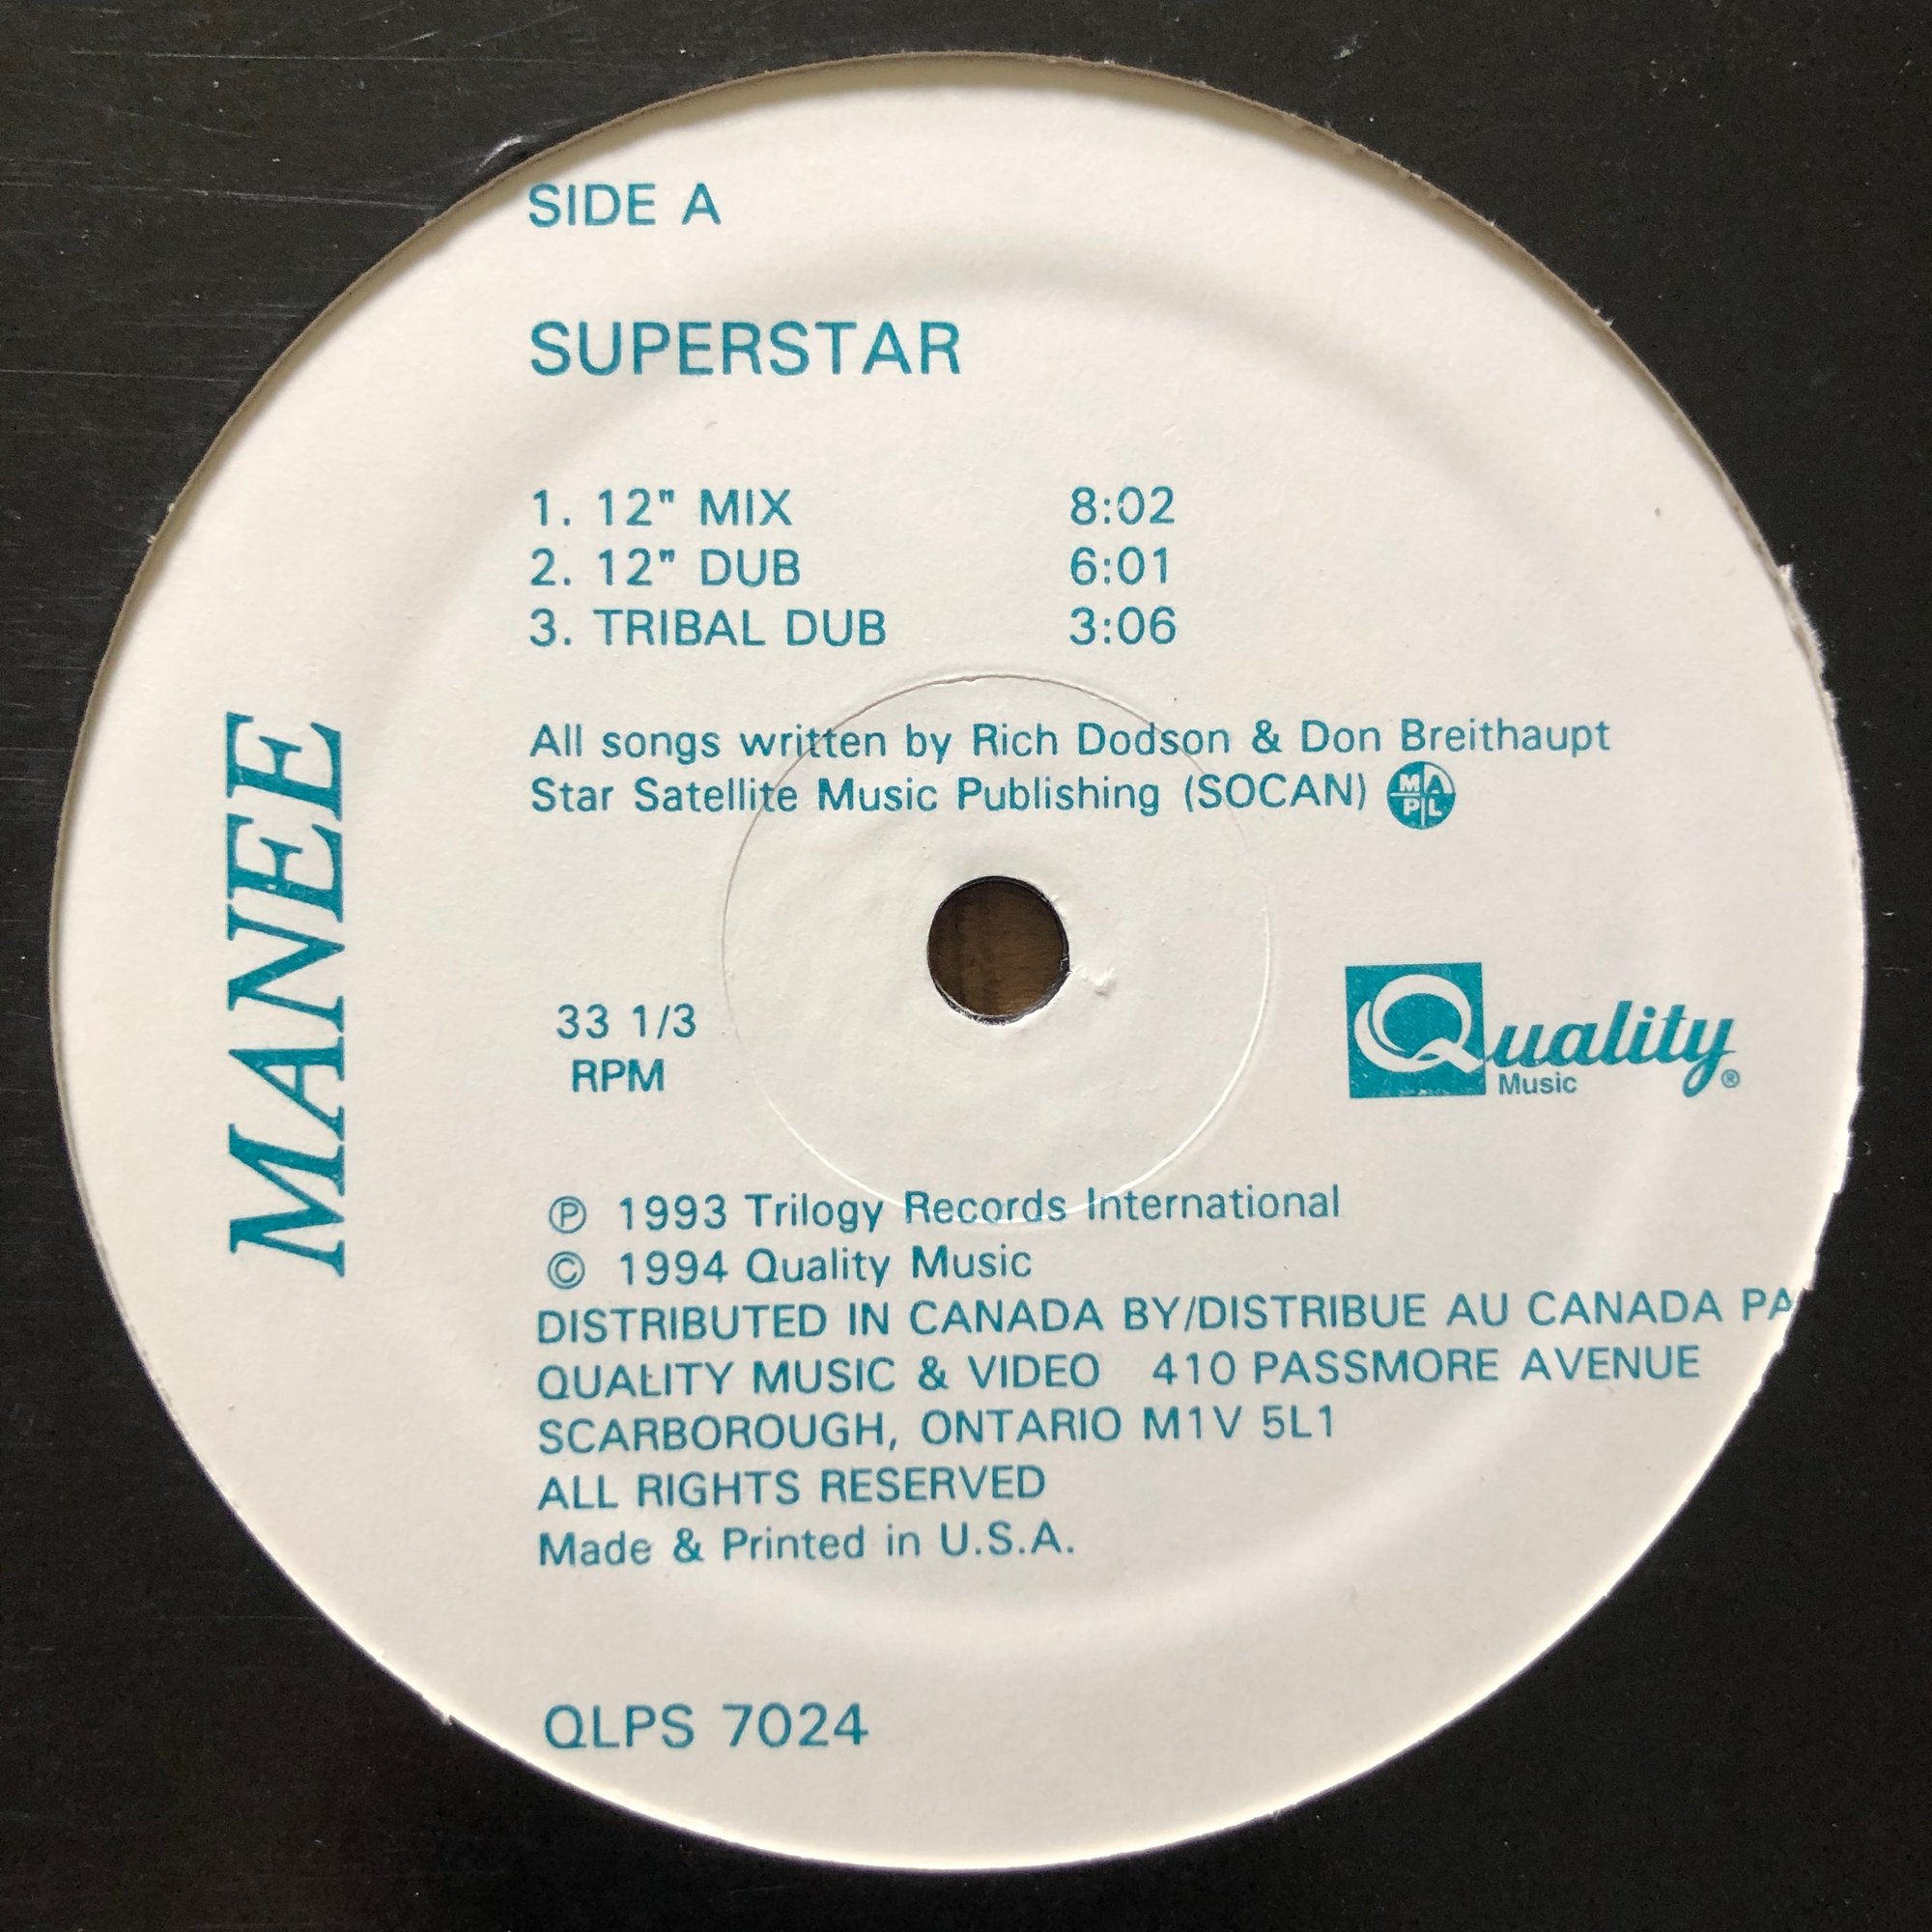 SIDE A
SUPERSTAR
1. 12" MIX 8:02
2. 12" DUB 6:01
3. TRIBAL DUB 3:06
All songs written by Rich Dodson & Don Breithaupt
Star Satellite Music Publishing (SOCAN) MAPL
MANEE
33 1/3
RPM
Quality
Music ®
℗ 1993 Trilogy Records International
© 1994 Quality Music
DISTRIBUTED IN CANADA BY/DISTRIBUE AU CANADA PA
QUALITY MUSIC & VIDEO 410 PASSMORE AVENUE
SCARBOROUGH, ONTARIO M1V 5L1
ALL RIGHTS RESERVED
Made & Printed in U.S.A.
QLPS 7024